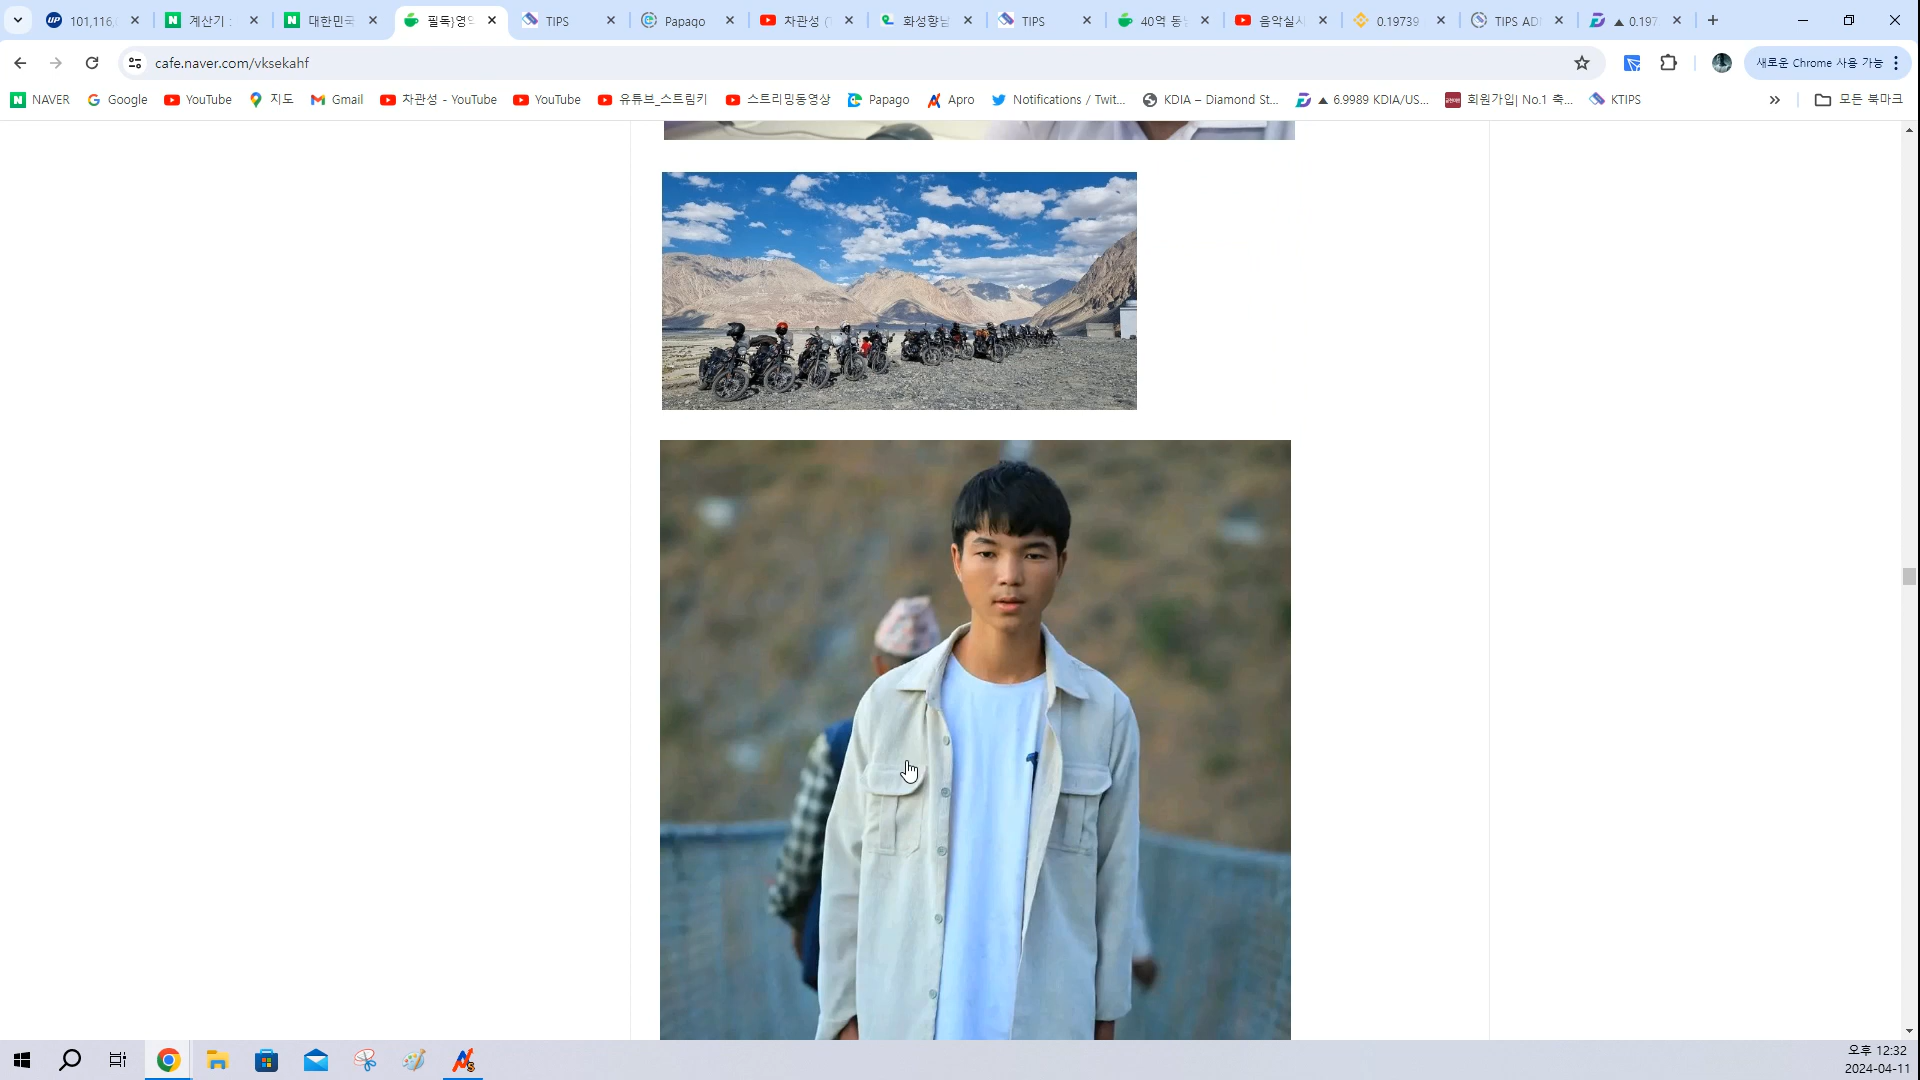 101,116,
계산기 :
대한민국
필독)영역
TIPS
Papago
차관성 (
화성향남
TIPS
40억 동
음악실시
0.19739
TIPS AD
▲ 0.197
cafe.naver.com/vksekahf
새로운 Chrome 사용 가능
NAVER
Google
YouTube
지도
Gmail
차관성 - YouTube
YouTube
유튜브_스트림키
스트리밍동영상
Papago
Apro
Notifications / Twit...
KDIA – Diamond St...
▲ 6.9989 KDIA/US...
회원가입| No.1 축...
KTIPS
»
모든 북마크
오후 12:32
2024-04-11